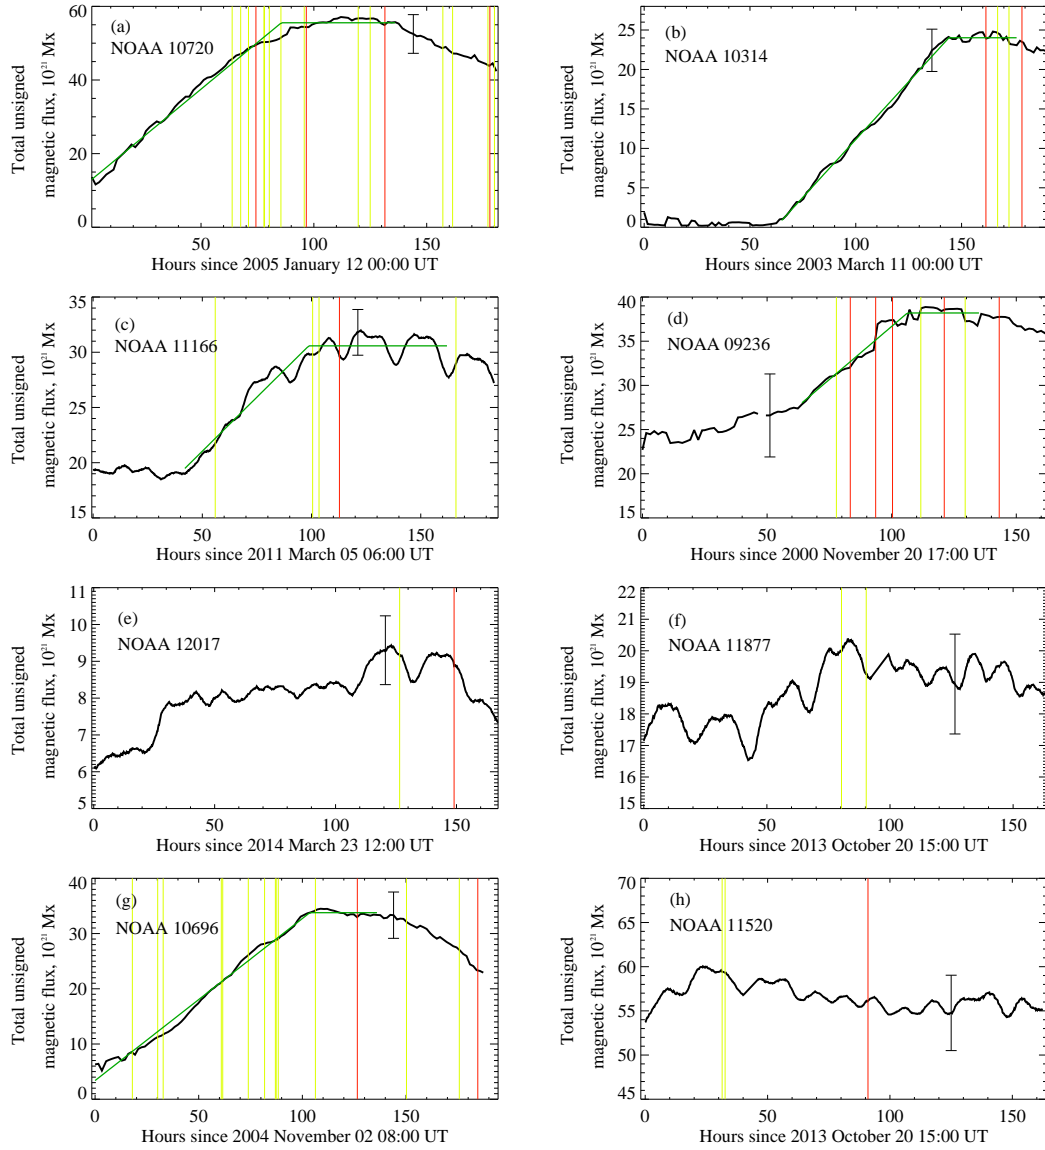 (a)
NOAA 10720
Total unsigned
magnetic flux, 10²¹ Mx
60
40
20
0
50 100 150
Hours since 2005 January 12 00:00 UT
(b)
NOAA 10314
Total unsigned
magnetic flux, 10²¹ Mx
30
25
20
15
10
5
0
0 50 100 150
Hours since 2003 March 11 00:00 UT
(c)
NOAA 11166
Total unsigned
magnetic flux, 10²¹ Mx
35
30
25
20
15
0 50 100 150
Hours since 2011 March 05 06:00 UT
(d)
NOAA 09236
Total unsigned
magnetic flux, 10²¹ Mx
40
35
30
25
20
15
0 50 100 150
Hours since 2000 November 20 17:00 UT
(e)
NOAA 12017
Total unsigned
magnetic flux, 10²¹ Mx
11
10
9
8
7
6
5
0 50 100 150
Hours since 2014 March 23 12:00 UT
(f)
NOAA 11877
Total unsigned
magnetic flux, 10²¹ Mx
22
21
20
19
18
17
16
15
0 50 100 150
Hours since 2013 October 20 15:00 UT
(g)
NOAA 10696
Total unsigned
magnetic flux, 10²¹ Mx
40
30
20
10
0
0 50 100 150
Hours since 2004 November 02 08:00 UT
(h)
NOAA 11520
Total unsigned
magnetic flux, 10²¹ Mx
70
65
60
55
50
45
0 50 100 150
Hours since 2013 October 20 15:00 UT